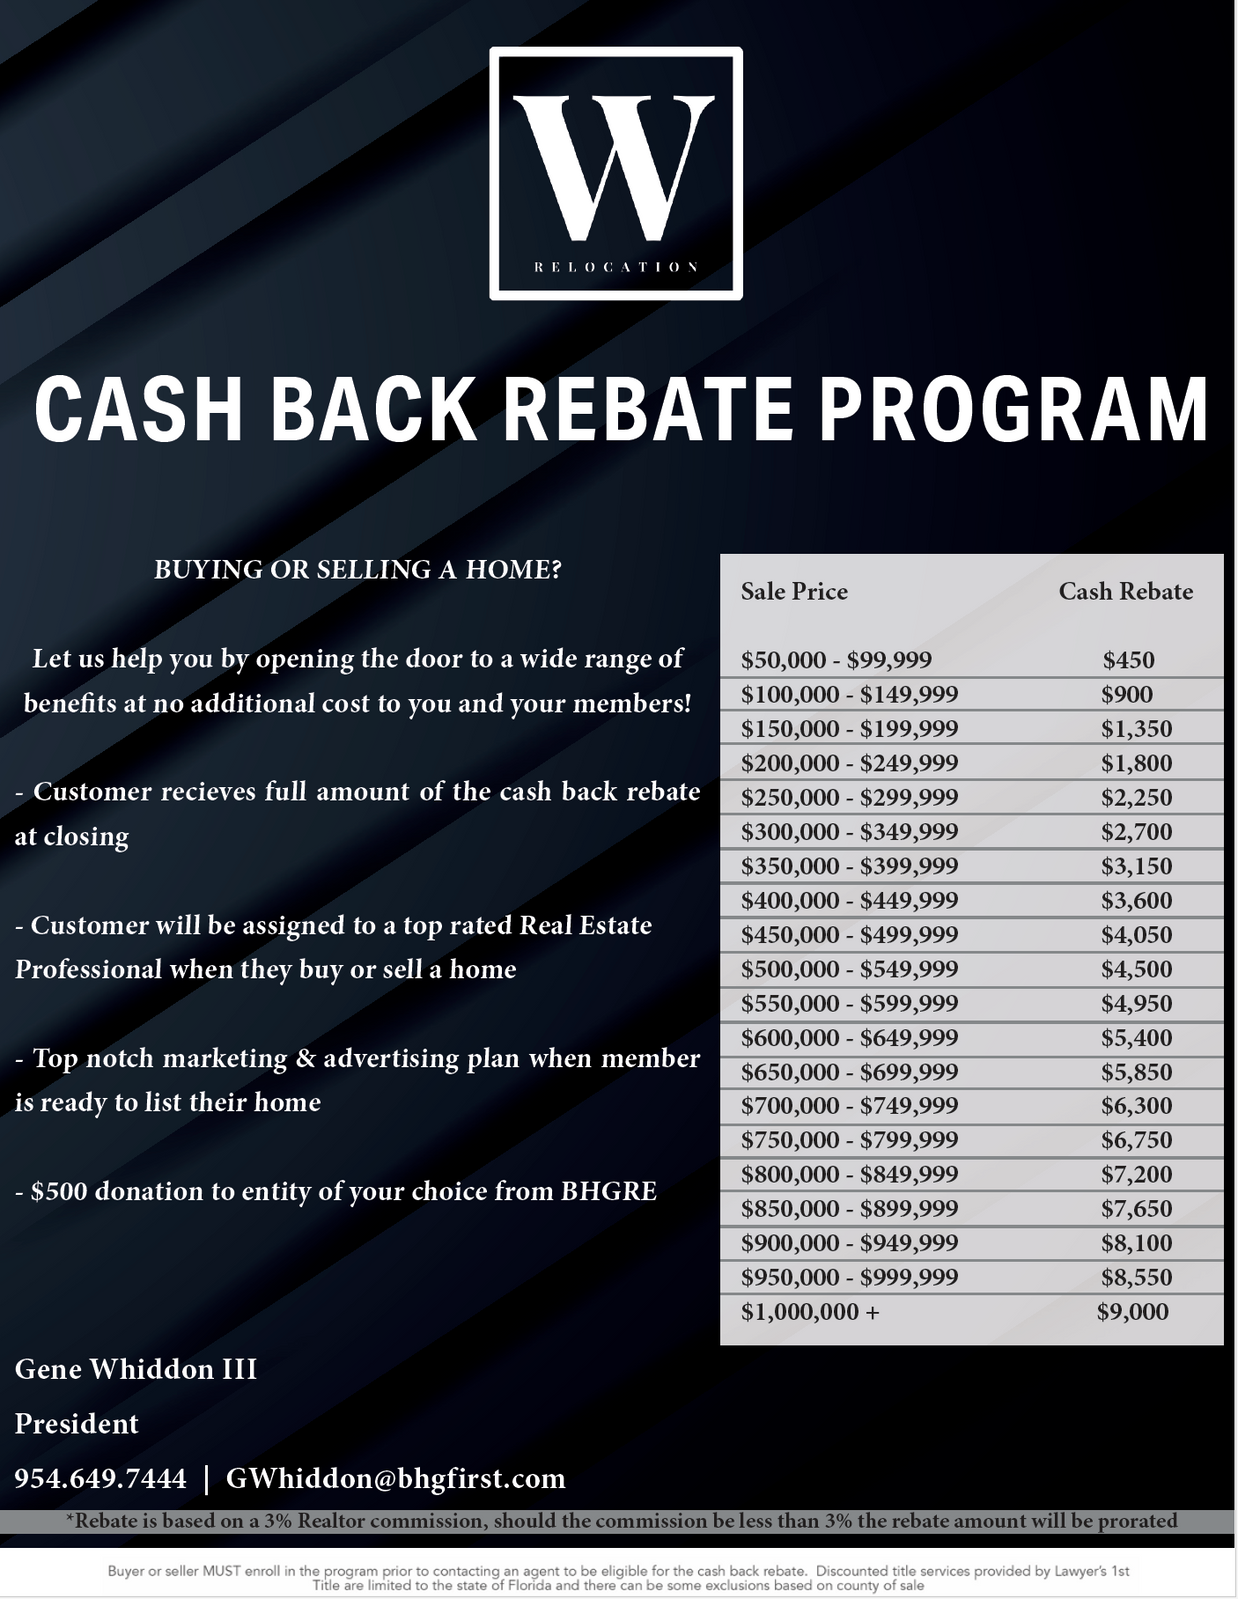 W
RELOCATION
CASH BACK REBATE PROGRAM
BUYING OR SELLING A HOME?
Let us help you by opening the door to a wide range of
benefits at no additional cost to you and your members!
- Customer recieves full amount of the cash back rebate
at closing
- Customer will be assigned to a top rated Real Estate
Professional when they buy or sell a home
- Top notch marketing & advertising plan when member
is ready to list their home
- $500 donation to entity of your choice from BHGRE
Sale Price Cash Rebate
$50,000 - $99,999 $450
$100,000 - $149,999 $900
$150,000 - $199,999 $1,350
$200,000 - $249,999 $1,800
$250,000 - $299,999 $2,250
$300,000 - $349,999 $2,700
$350,000 - $399,999 $3,150
$400,000 - $449,999 $3,600
$450,000 - $499,999 $4,050
$500,000 - $549,999 $4,500
$550,000 - $599,999 $4,950
$600,000 - $649,999 $5,400
$650,000 - $699,999 $5,850
$700,000 - $749,999 $6,300
$750,000 - $799,999 $6,750
$800,000 - $849,999 $7,200
$850,000 - $899,999 $7,650
$900,000 - $949,999 $8,100
$950,000 - $999,999 $8,550
$1,000,000 + $9,000
Gene Whiddon III
President
954.649.7444 | GWhiddon@bhgfirst.com
*Rebate is based on a 3% Realtor commission, should the commission be less than 3% the rebate amount will be prorated
Buyer or seller MUST enroll in the program prior to contacting an agent to be eligible for the cash back rebate. Discounted title services provided by Lawyer's 1st
Title are limited to the state of Florida and there can be some exclusions based on county of sale